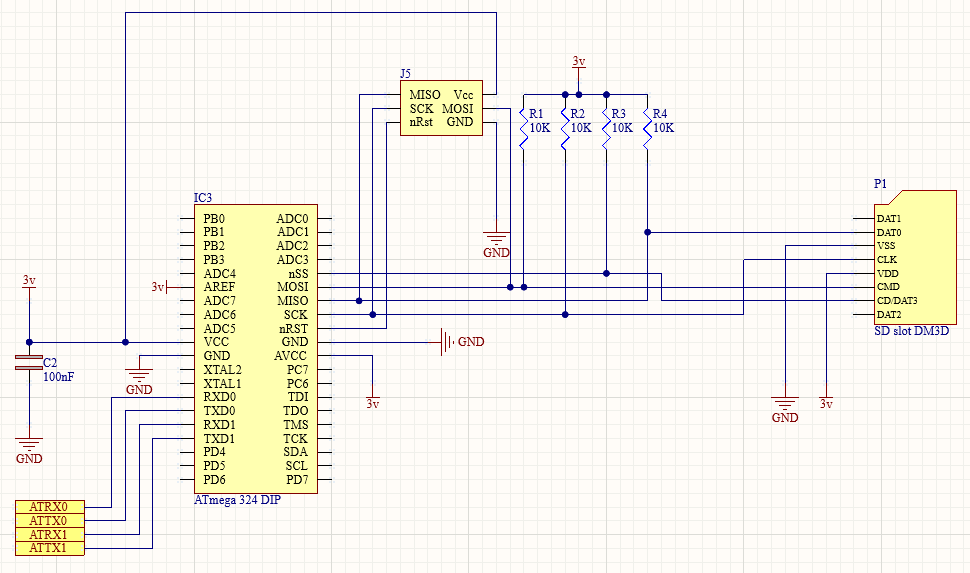 3v
J5
MISO Vcc
SCK MOSI
nRst GND
R1
10K
R2
10K
R3
10K
R4
10K
GND
P1
DAT1
DAT0
VSS
CLK
VDD
CMD
CD/DAT3
DAT2
SD slot DM3D
GND
3v
IC3
PB0 ADC0
PB1 ADC1
PB2 ADC2
PB3 ADC3
ADC4 nSS
AREF MOSI
ADC7 MISO
ADC6 SCK
ADC5 nRST
VCC GND
GND AVCC
XTAL2 PC7
XTAL1 PC6
RXD0 TDI
TXD0 TDO
RXD1 TMS
TXD1 TCK
PD4 SDA
PD5 SCL
PD6 PD7
ATmega 324 DIP
3v
3v
C2
100nF
GND
GND
GND
3v
ATRX0
ATTX0
ATRX1
ATTX1